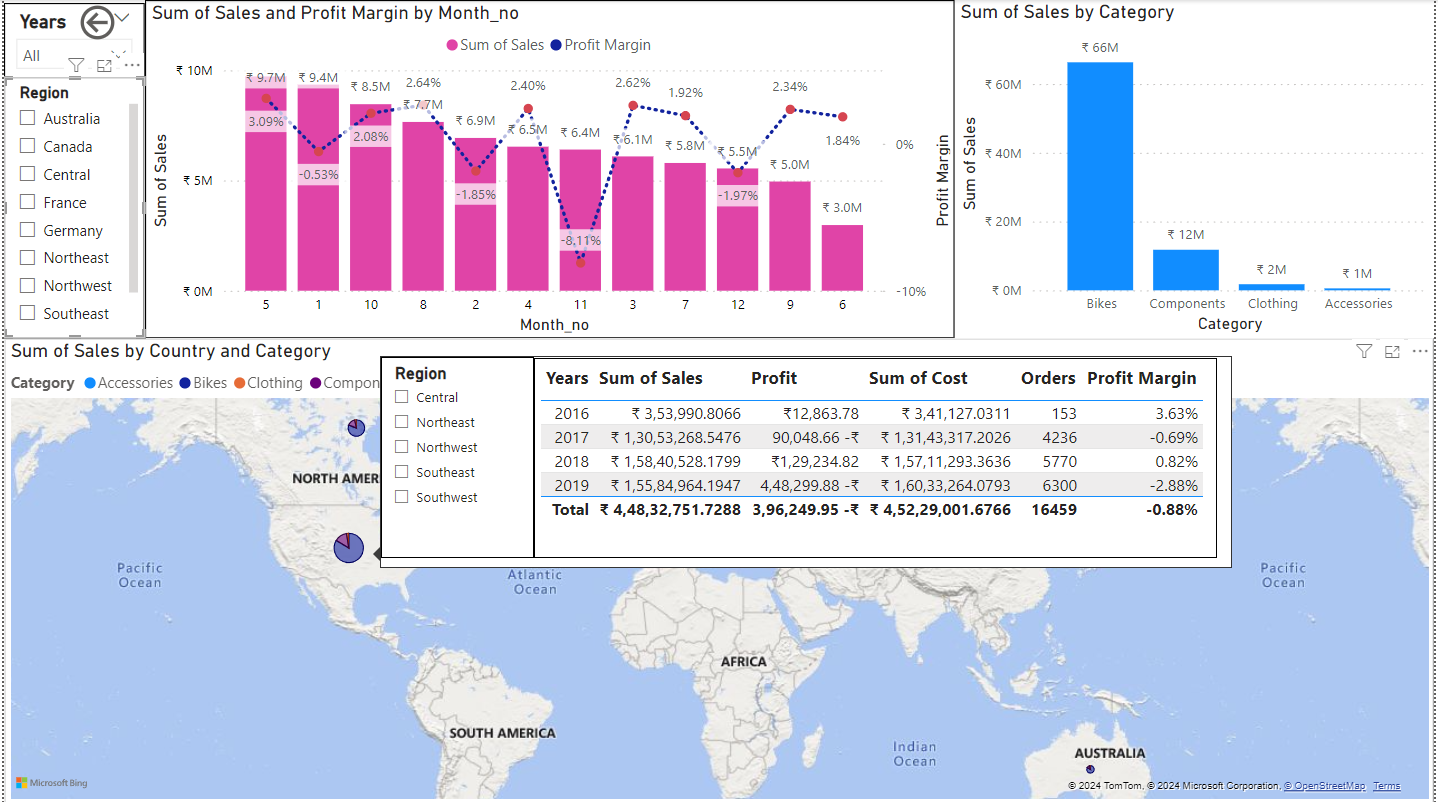 Years
All
Region
Australia
Canada
Central
France
Germany
Northeast
Northwest
Southeast
Sum of Sales and Profit Margin by Month_no
Sum of Sales Profit Margin
Sum of Sales
₹ 10M
₹ 5M
₹ 0M
₹ 9.7M ₹ 9.4M ₹ 8.5M ₹ 7.7M ₹ 6.9M ₹ 6.5M ₹ 6.4M ₹ 6.1M ₹ 5.8M ₹ 5.5M ₹ 5.0M ₹ 3.0M
3.09% -0.53% 2.08% 2.64% -1.85% 2.40% -8.11% 2.62% 1.92% -1.97% 2.34% 1.84%
0%
-10%
Profit Margin
5 1 10 8 2 4 11 3 7 12 9 6
Month_no
Sum of Sales by Category
Sum of Sales
₹ 60M
₹ 40M
₹ 20M
₹ 0M
₹ 66M ₹ 12M ₹ 2M ₹ 1M
Bikes Components Clothing Accessories
Category
Sum of Sales by Country and Category
Category Accessories Bikes Clothing Compon
Region
Central
Northeast
Northwest
Southeast
Southwest
Years Sum of Sales Profit Sum of Cost Orders Profit Margin
2016 ₹ 3,53,990.8066 ₹12,863.78 ₹ 3,41,127.0311 153 3.63%
2017 ₹ 1,30,53,268.5476 90,048.66 -₹ ₹ 1,31,43,317.2026 4236 -0.69%
2018 ₹ 1,58,40,528.1799 ₹1,29,234.82 ₹ 1,57,11,293.3636 5770 0.82%
2019 ₹ 1,55,84,964.1947 4,48,299.88 -₹ ₹ 1,60,33,264.0793 6300 -2.88%
Total ₹ 4,48,32,751.7288 3,96,249.95 -₹ ₹ 4,52,29,001.6766 16459 -0.88%
NORTH AMER
Pacific
Ocean
Atlantic
Ocean
Pacific
Ocean
AFRICA
SOUTH AMERICA
Indian
Ocean
AUSTRALIA
Microsoft Bing
© 2024 TomTom, © 2024 Microsoft Corporation, © OpenStreetMap Terms